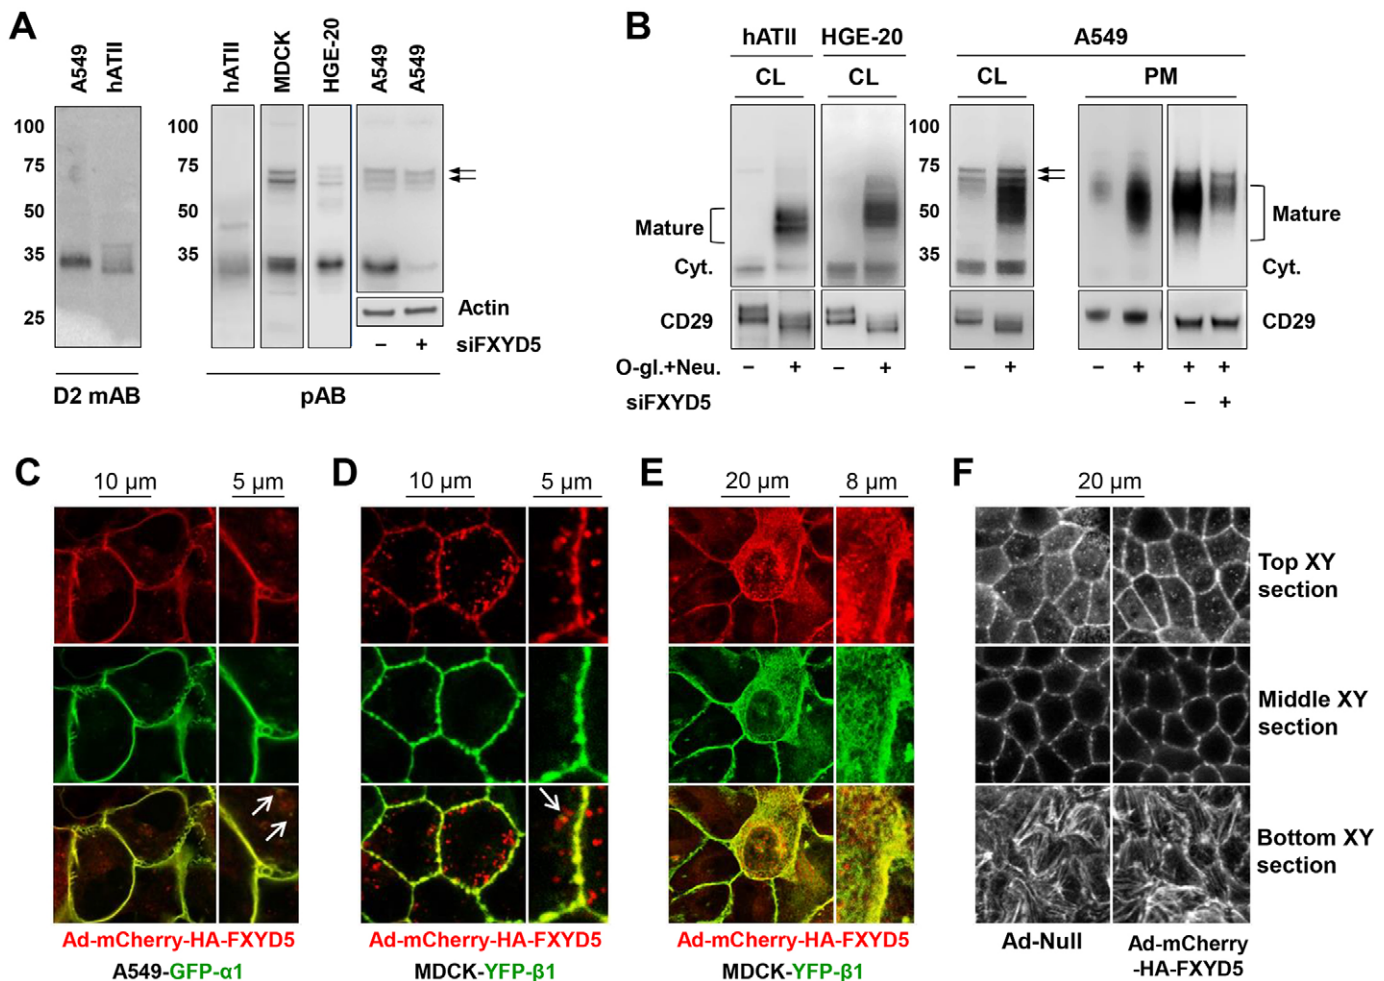 A
A549
hATII
hATII
MDCK
HGE-20
A549
A549
100
75
50
35
25
100
75
50
35
Actin
– + siFXYD5
D2 mAB
pAB
B
hATII HGE-20 A549
CL CL CL PM
100
75
50
35
Mature
Cyt.
CD29
Mature
Cyt.
CD29
O-gl.+Neu. – + – + – + – + + +
siFXYD5 – +
C
10 µm 5 µm
Ad-mCherry-HA-FXYD5
A549-GFP-α1
D
10 µm 5 µm
Ad-mCherry-HA-FXYD5
MDCK-YFP-β1
E
20 µm 8 µm
Ad-mCherry-HA-FXYD5
MDCK-YFP-β1
F
20 µm
Top XY
section
Middle XY
section
Bottom XY
section
Ad-Null
Ad-mCherry
-HA-FXYD5